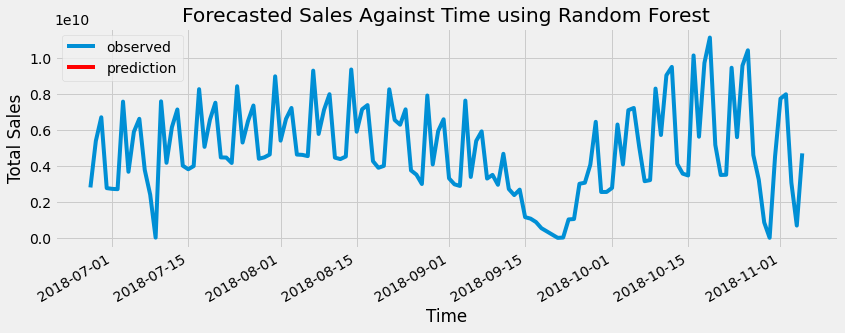 Forecasted Sales Against Time using Random Forest
1e10
observed
prediction
Total Sales
1.0
0.8
0.6
0.4
0.2
0.0
2018-07-01
2018-07-15
2018-08-01
2018-08-15
2018-09-01
2018-09-15
2018-10-01
2018-10-15
2018-11-01
Time